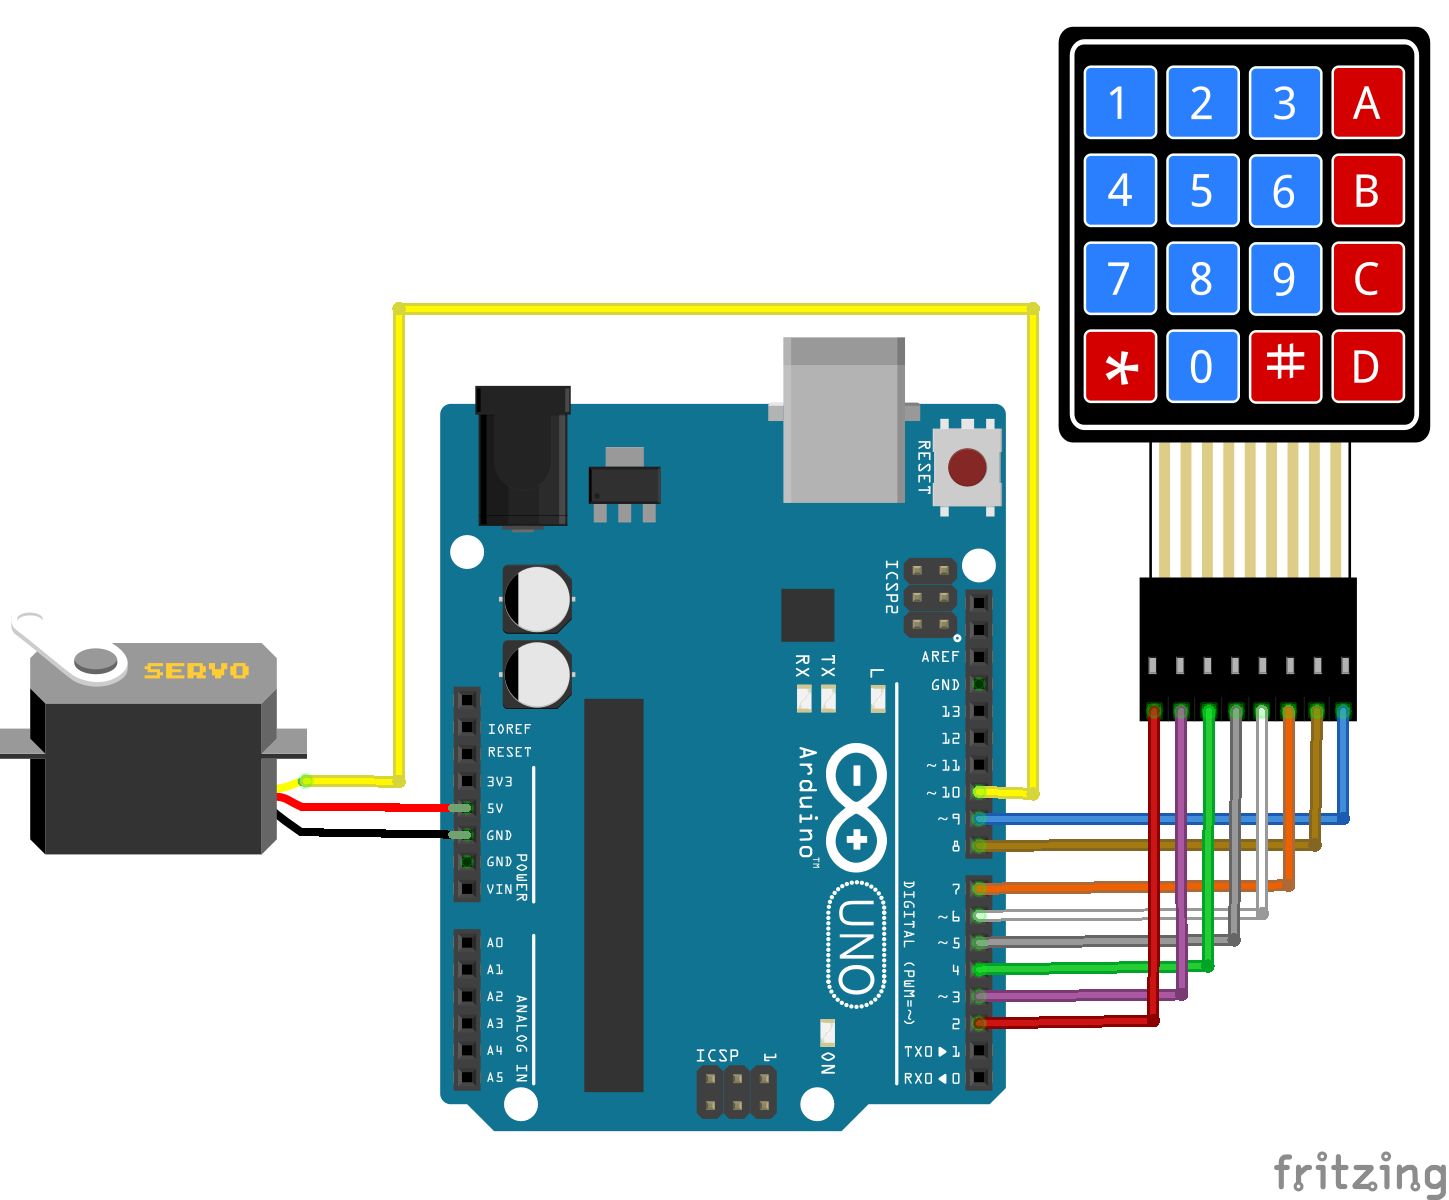 1 2 3 A
4 5 6 B
7 8 9 C
* 0 # D
RESET
ICSP2
SERVO
IOREF
RESET
3V3
5V
GND
GND
VIN
POWER
A0
A1
A2
A3
A4
A5
ANALOG IN
RX
TX
L
AREF
GND
13
12
~11
~10
~9
8
7
~6
~5
4
~3
2
TX0▶1
RX0◀0
DIGITAL (PWM=~)
Arduino™
UNO
ON
ICSP
1
fritzing